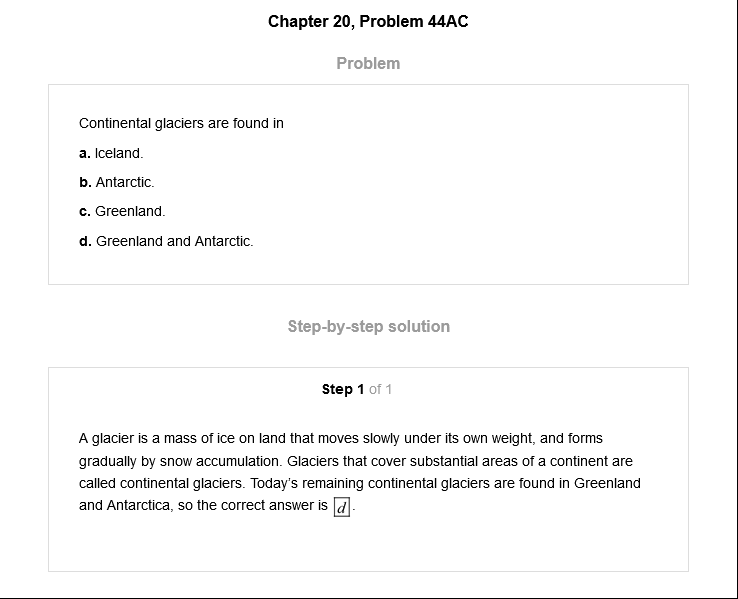 Chapter 20, Problem 44AC
Problem
Continental glaciers are found in
a. Iceland.
b. Antarctic.
c. Greenland.
d. Greenland and Antarctic.
Step-by-step solution
Step 1 of 1
A glacier is a mass of ice on land that moves slowly under its own weight, and forms
gradually by snow accumulation. Glaciers that cover substantial areas of a continent are
called continental glaciers. Today's remaining continental glaciers are found in Greenland
and Antarctica, so the correct answer is d.